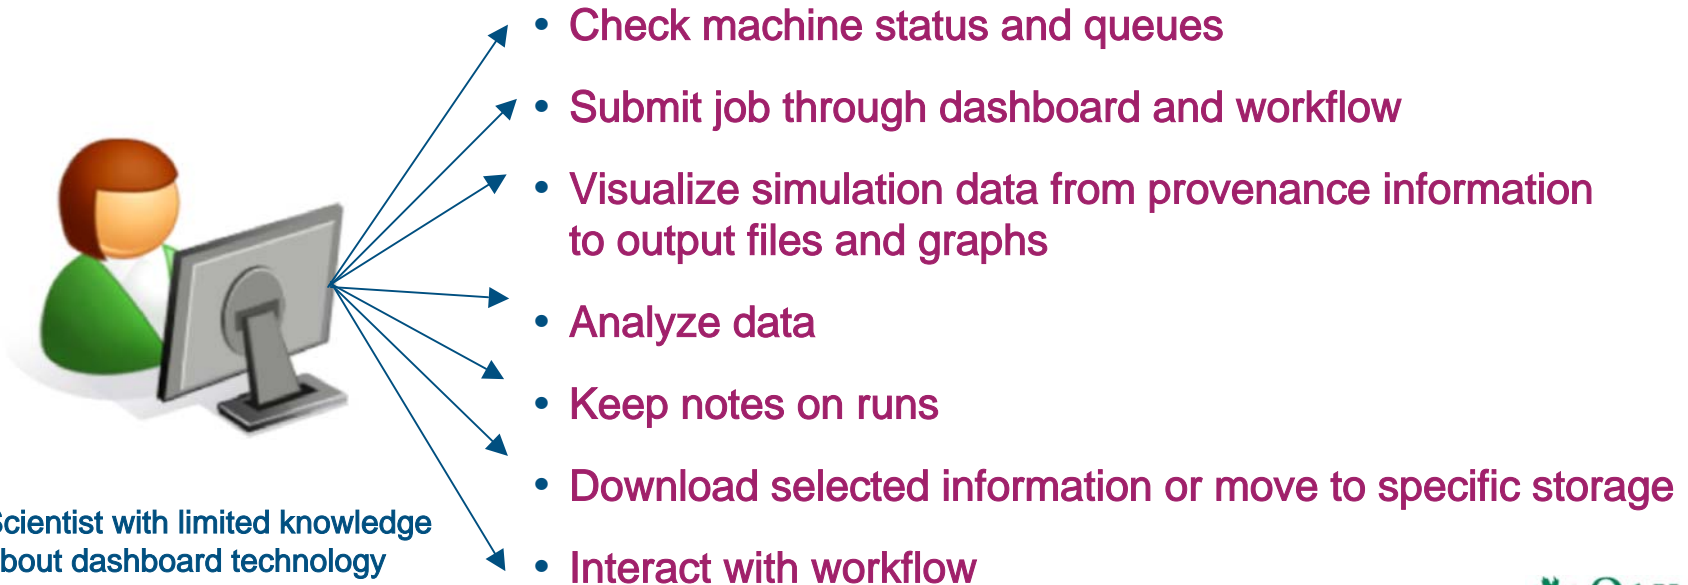 • Check machine status and queues
• Submit job through dashboard and workflow
• Visualize simulation data from provenance information
to output files and graphs
• Analyze data
• Keep notes on runs
• Download selected information or move to specific storage
• Interact with workflow
Scientist with limited knowledge
about dashboard technology